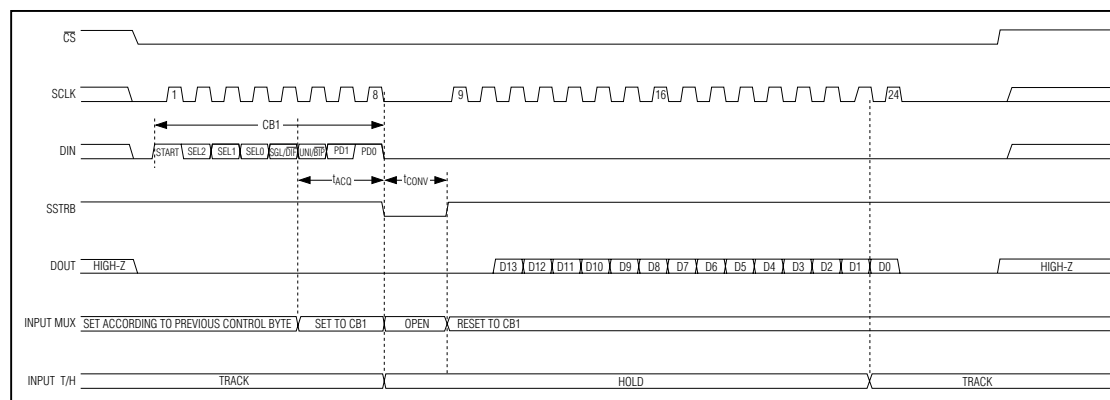 CS
SCLK 1 8 9 16 24
CB1
DIN START SEL2 SEL1 SEL0 SGL/DIF UNI/BIP PD1 PD0
tACQ tCONV
SSTRB
DOUT HIGH-Z D13 D12 D11 D10 D9 D8 D7 D6 D5 D4 D3 D2 D1 D0 HIGH-Z
INPUT MUX SET ACCORDING TO PREVIOUS CONTROL BYTE SET TO CB1 OPEN RESET TO CB1
INPUT T/H TRACK HOLD TRACK